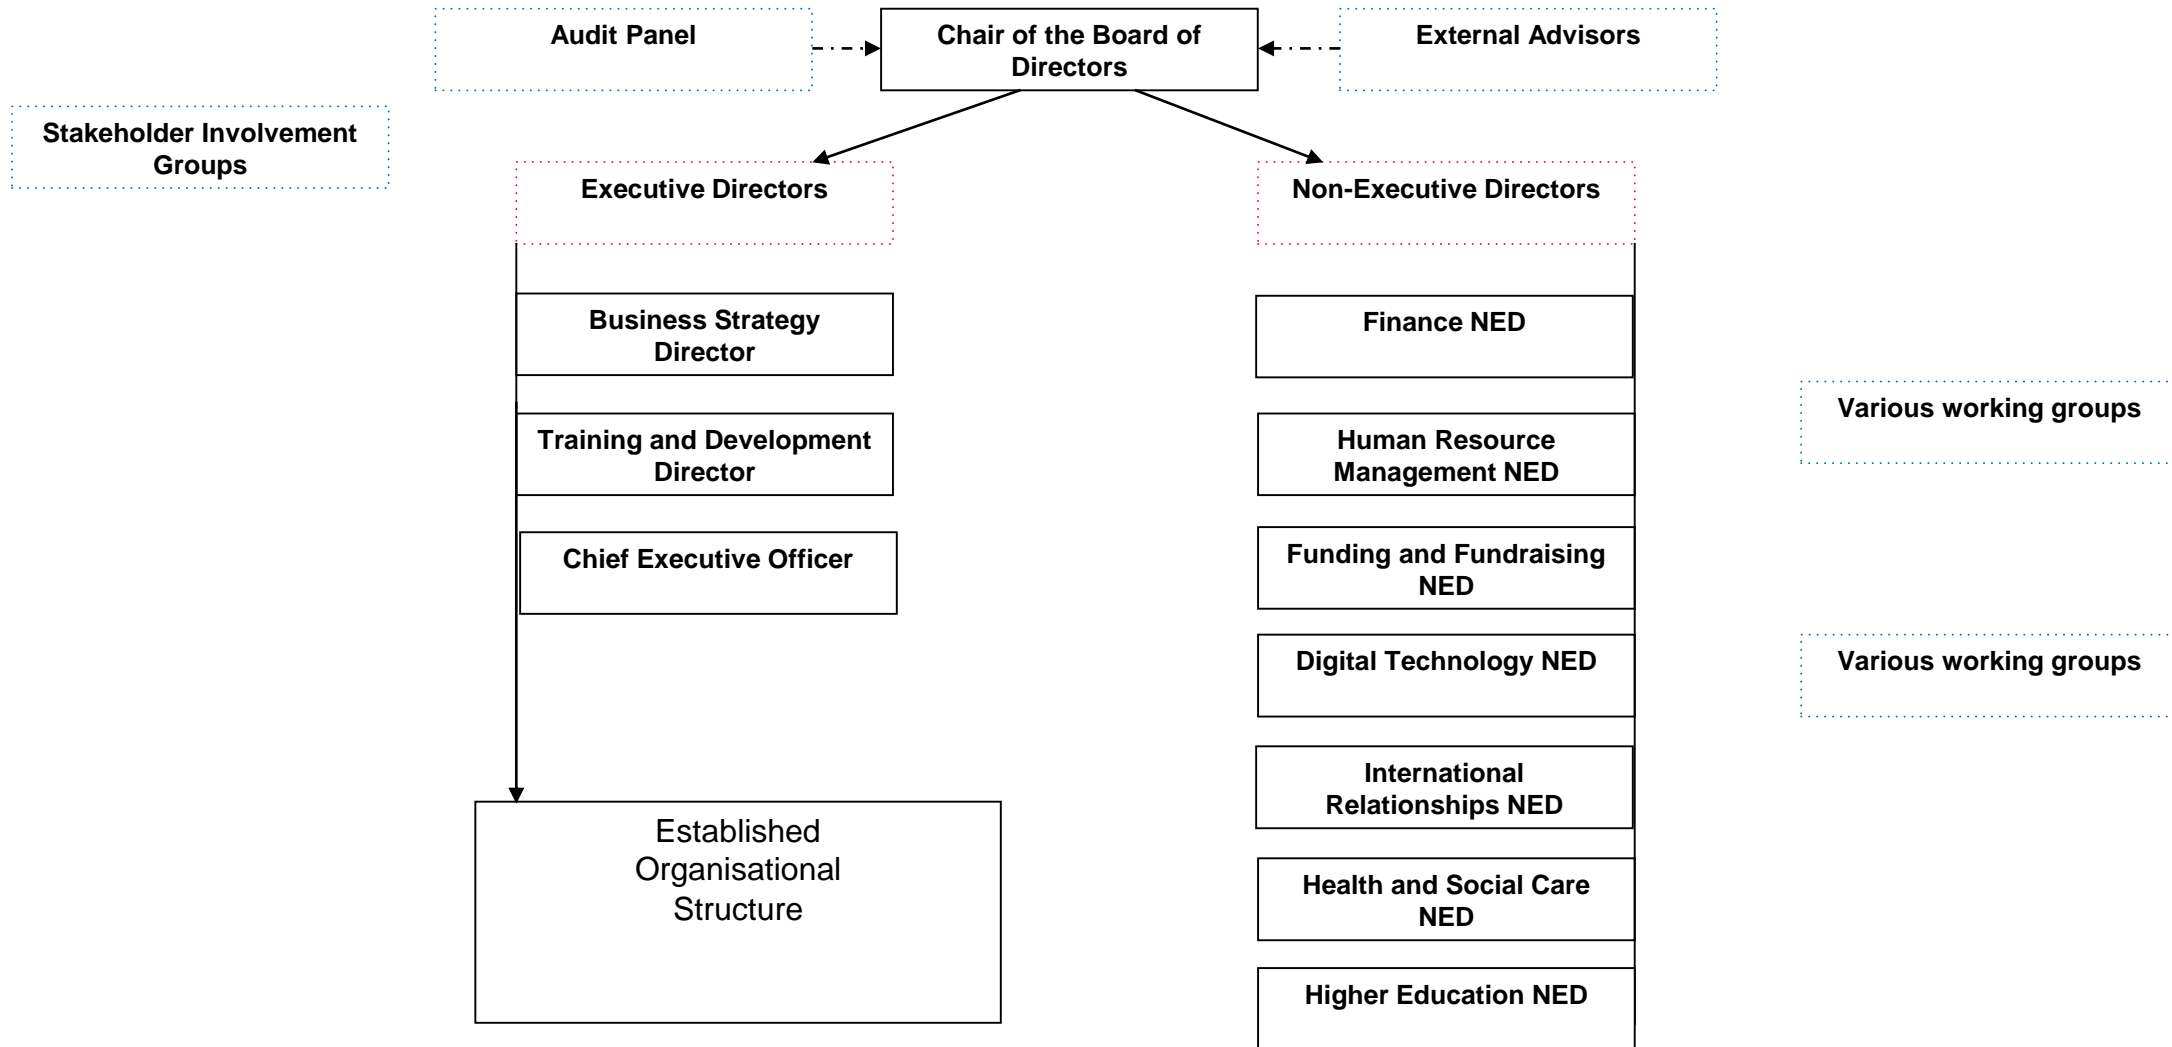 Audit Panel
Chair of the Board of
Directors
External Advisors
Stakeholder Involvement
Groups
Executive Directors
Non-Executive Directors
Business Strategy
Director
Finance NED
Various working groups
Training and Development
Director
Human Resource
Management NED
Chief Executive Officer
Funding and Fundraising
NED
Digital Technology NED
Various working groups
International
Relationships NED
Established
Organisational
Structure
Health and Social Care
NED
Higher Education NED